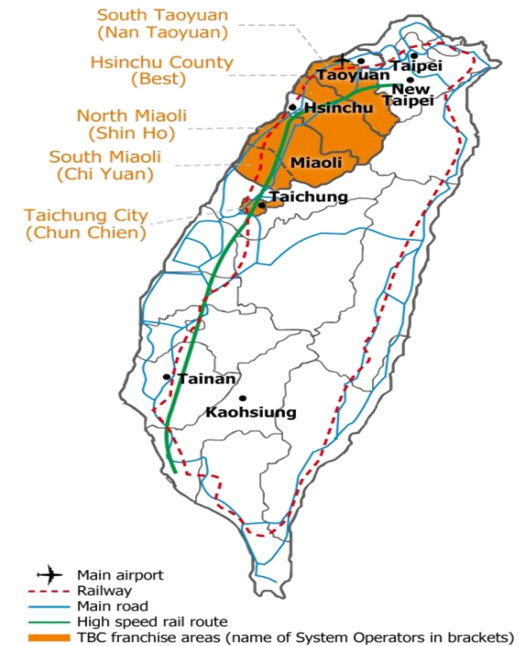 South Taoyuan
(Nan Taoyuan)
Hsinchu County
(Best)
North Miaoli
(Shin Ho)
South Miaoli
(Chi Yuan)
Taichung City
(Chun Chien)
Taoyuan
Taipei
New
Taipei
Hsinchu
Miaoli
Taichung
Tainan
Kaohsiung
Main airport
Railway
Main road
High speed rail route
TBC franchise areas (name of System Operators in brackets)